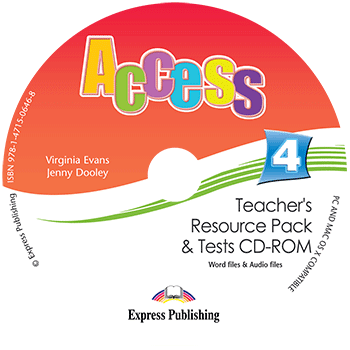 Access
Virginia Evans
Jenny Dooley
4
Teacher's
Resource Pack
& Tests CD-ROM
Word files & Audio files
Express Publishing
© Express Publishing
ISBN 978-1-4715-0646-8
PC AND MAC OS X COMPATIBLE